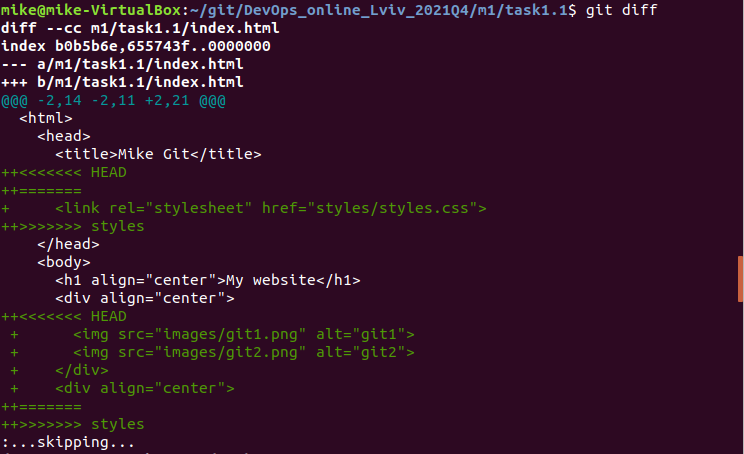 mike@mike-VirtualBox:~/git/DevOps_online_Lviv_2021Q4/m1/task1.1$ git diff
diff --cc m1/task1.1/index.html
index b0b5b6e,655743f..0000000
--- a/m1/task1.1/index.html
+++ b/m1/task1.1/index.html
@@@ -2,14 -2,11 +2,21 @@@
  <html>
    <head>
      <title>Mike Git</title>
++<<<<<<< HEAD
++=======
+     <link rel="stylesheet" href="styles/styles.css">
++>>>>>>> styles
    </head>
    <body>
      <h1 align="center">My website</h1>
      <div align="center">
++<<<<<<< HEAD
 +      <img src="images/git1.png" alt="git1">
 +      <img src="images/git2.png" alt="git2">
 +    </div>
 +    <div align="center">
++=======
++>>>>>>> styles
:...skipping...